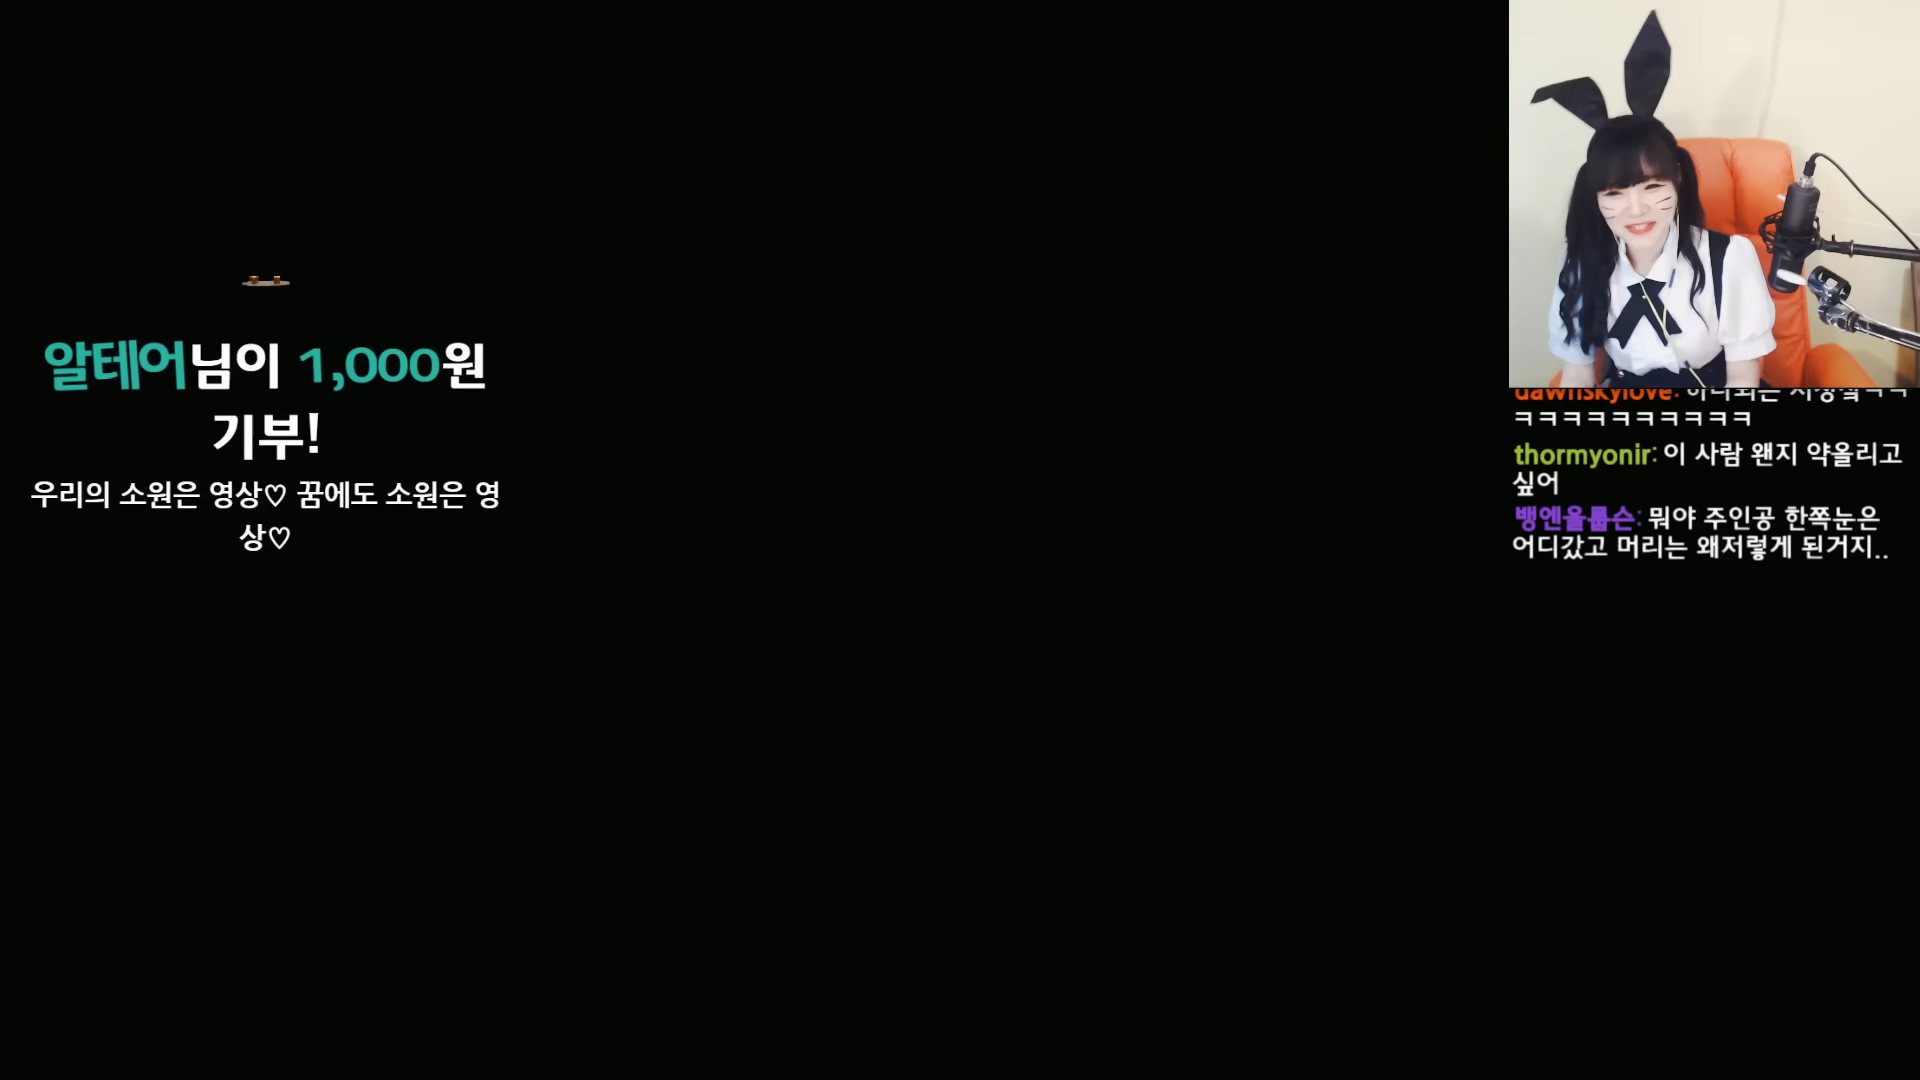 알테어님이 1,000원
기부!
우리의 소원은 영상♡ 꿈에도 소원은 영
상♡
dawnskylove:
ㅋㅋㅋㅋㅋㅋㅋㅋㅋㅋ
thormyonir: 이 사람 왠지 약올리고
싶어
뱅엔올룹슨: 뭐야 주인공 한쪽눈은
어디갔고 머리는 왜저렇게 된거지..